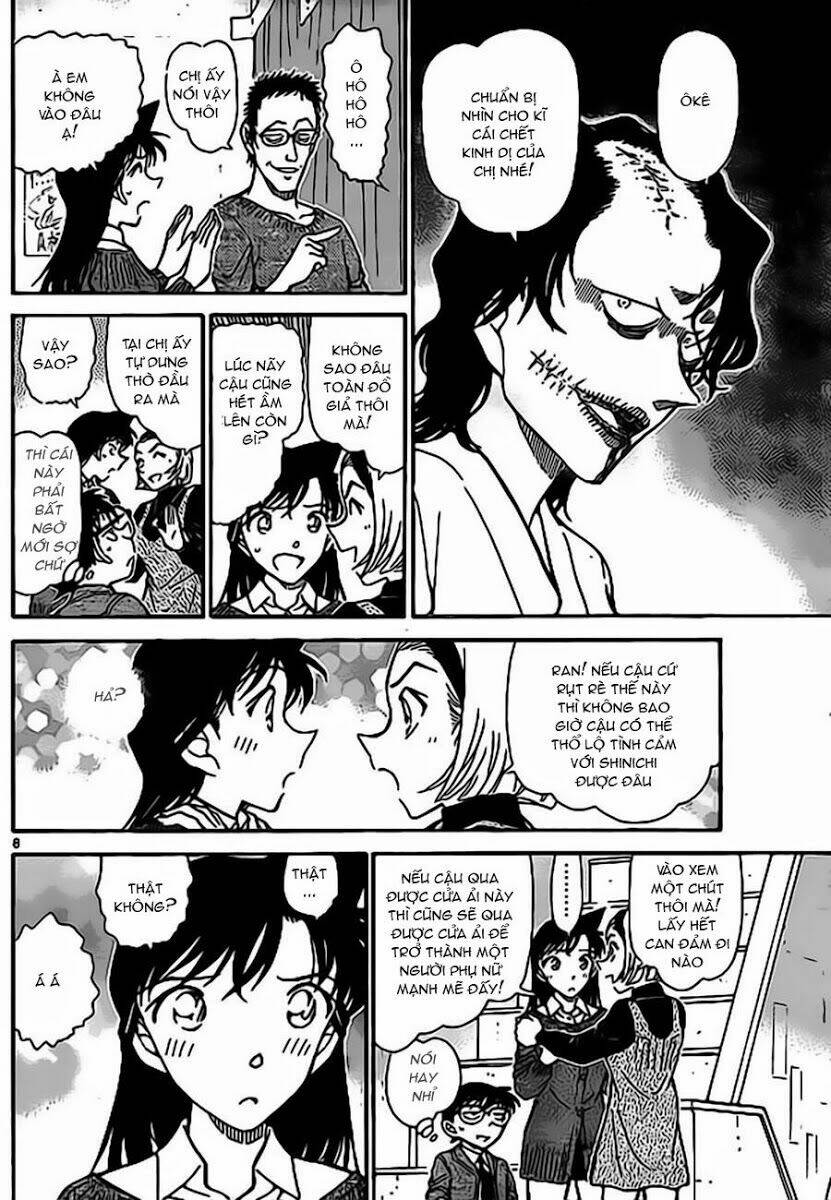 ÔKÊ
CHUẨN BỊ
NHÌN CHO KĨ
CÁI CHẾT
KINH DỊ CỦA
CHỊ NHÉ!
Ô
HÔ
HÔ
HÔ
...
CHỊ ẤY
NÓI VẬY
THÔI
À EM
KHÔNG
VÀO ĐÂU
Ạ!
KHÔNG
SAO ĐÂU
TOÀN ĐỒ
GIẢ THÔI
MÀ!
LÚC NÃY
CẬU CŨNG
HÉT ẦM
LÊN CÒN
GÌ?
TẠI CHỊ ẤY
TỰ DUNG
THÒ ĐẦU
RA MÀ
VẬY
SAO?
THÌ CÁI
NÀY
PHẢI
BẤT
NGỜ
MỚI SỢ
CHỨ
RAN! NẾU CẬU CỨ
RỤT RÈ THẾ NÀY
THÌ KHÔNG BAO
GIỜ CẬU CÓ THỂ
THỔ LỘ TÌNH CẢM
VỚI SHINICHI
ĐƯỢC ĐÂU
HẢ?
8
VÀO XEM
MỘT CHÚT
THÔI MÀ!
LẤY HẾT
CAN ĐẢM ĐI
NÀO
........
NẾU CẬU QUA
ĐƯỢC CỬA ẢI NÀY
THÌ CŨNG SẼ QUA
ĐƯỢC CỬA ẢI ĐỂ
TRỞ THÀNH MỘT
NGƯỜI PHỤ NỮ
MẠNH MẼ ĐẤY!
NÓI
HAY
NHỈ
THẬT
...
THẬT
KHÔNG?
Á Á